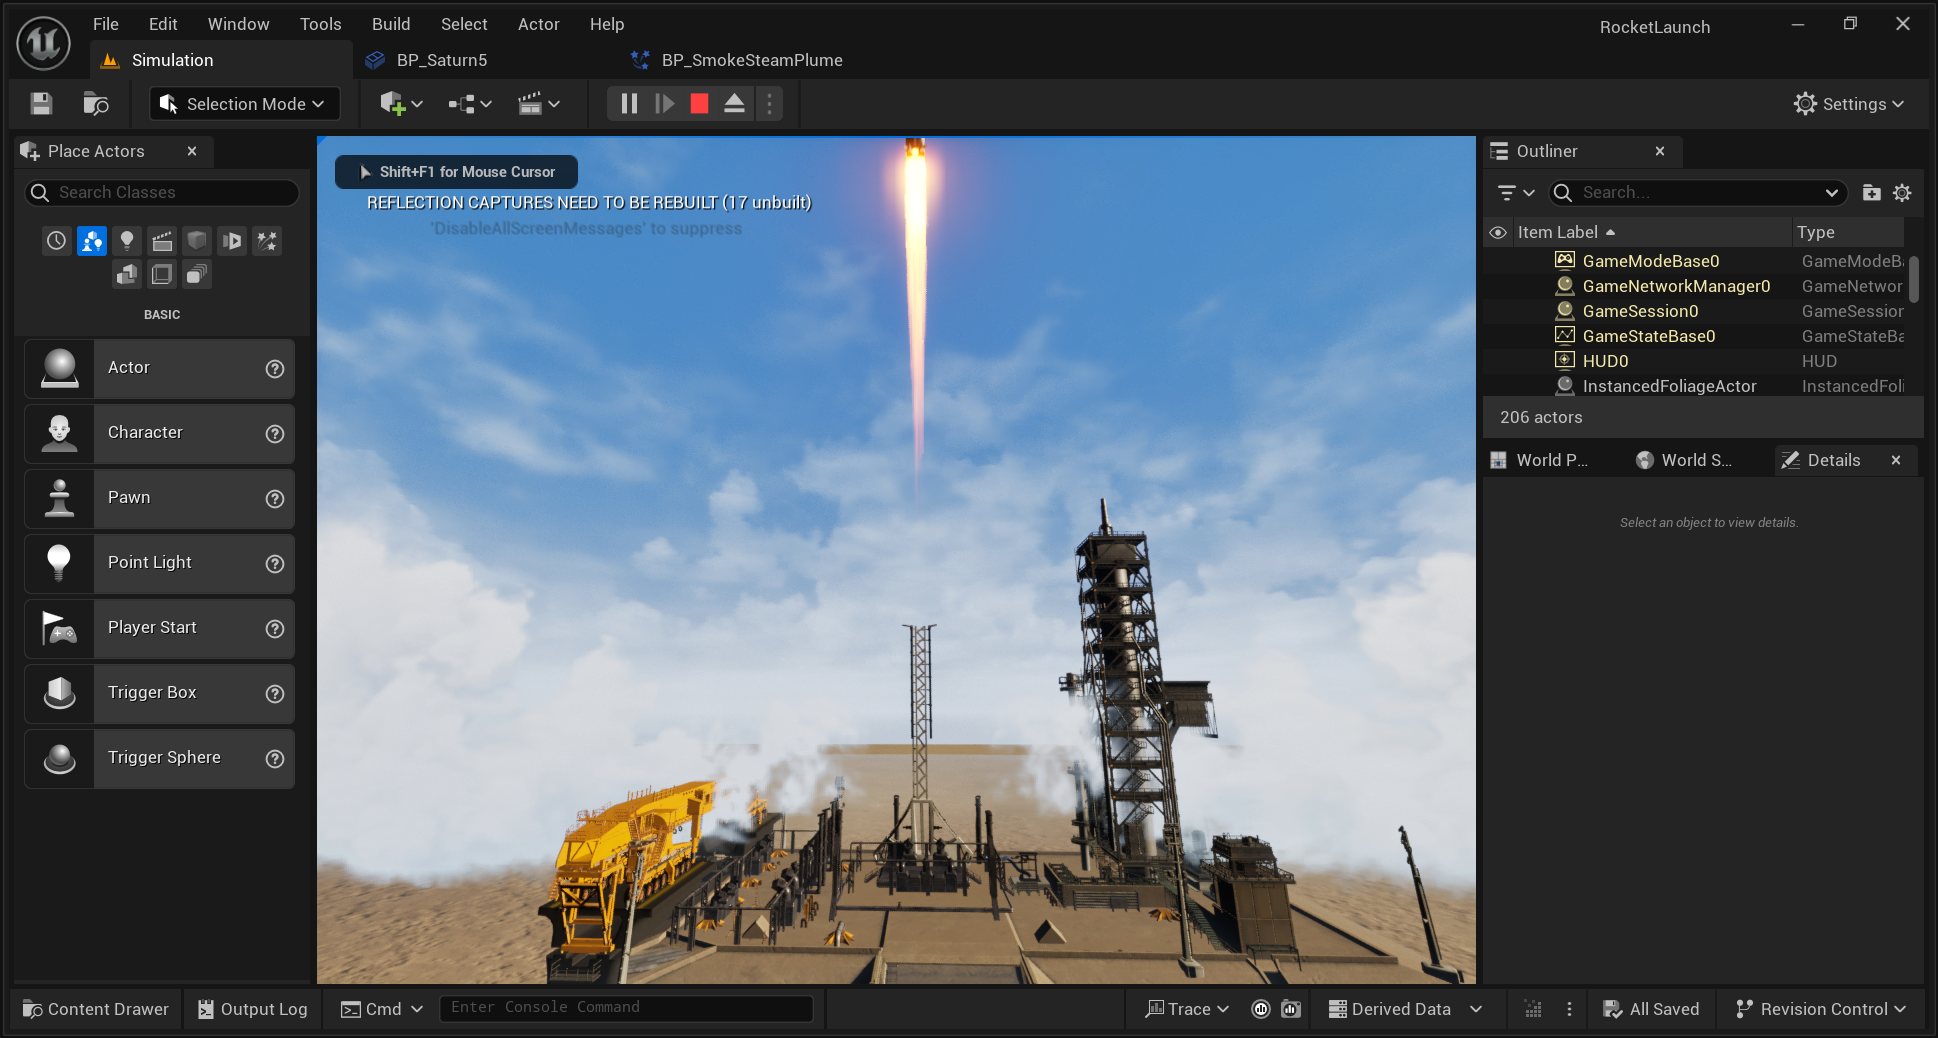 File Edit Window Tools Build Select Actor Help
RocketLaunch
Simulation BP_Saturn5 BP_SmokeSteamPlume
Selection Mode
Settings
Place Actors
Search Classes
BASIC
Actor
Character
Pawn
Point Light
Player Start
Trigger Box
Trigger Sphere
Shift+F1 for Mouse Cursor
REFLECTION CAPTURES NEED TO BE REBUILT (17 unbuilt)
'DisableAllScreenMessages' to suppress
Outliner
Search...
Item Label Type
GameModeBase0 GameModeBa
GameNetworkManager0 GameNetwor
GameSession0 GameSession
GameStateBase0 GameStateBa
HUD0 HUD
InstancedFoliageActor InstancedFoli
206 actors
World P... World S... Details
Select an object to view details.
Content Drawer Output Log Cmd Enter Console Command Trace Derived Data All Saved Revision Control